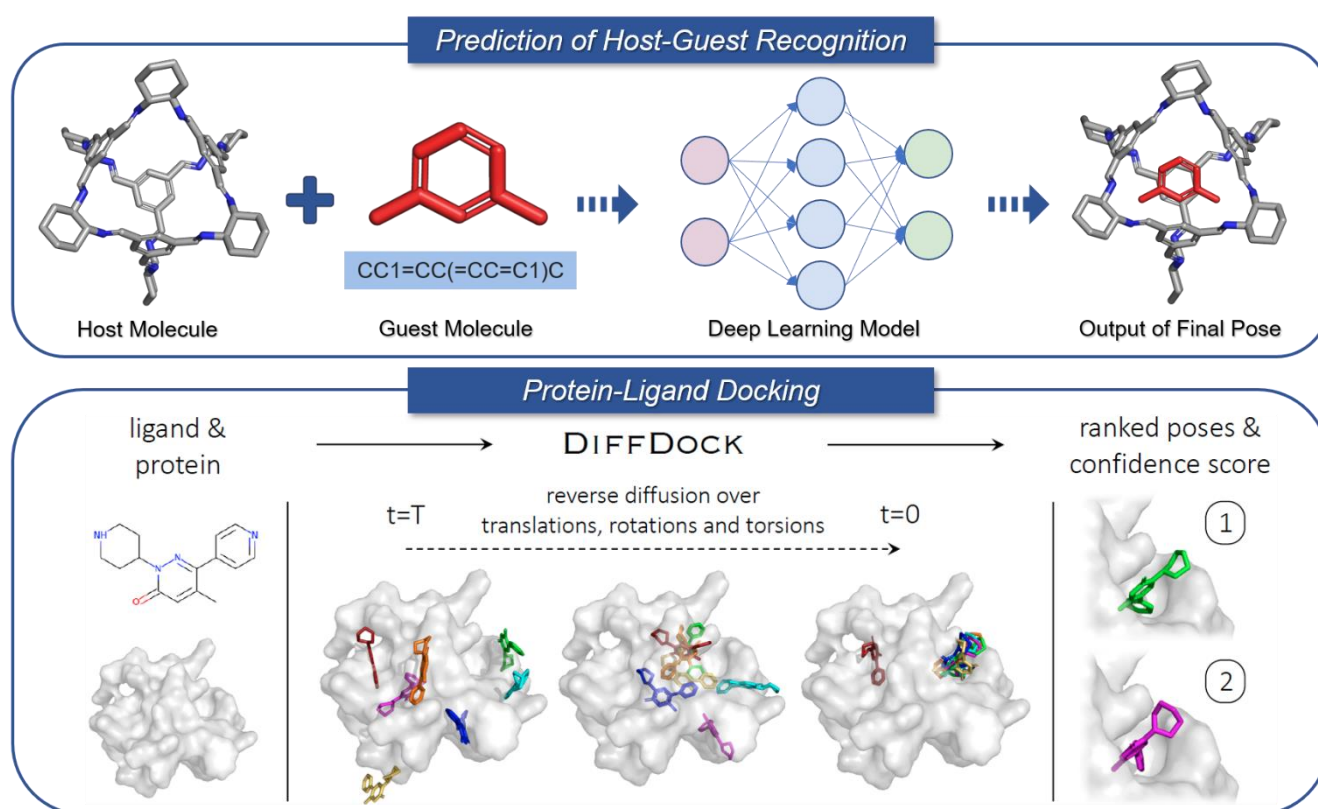 Prediction of Host-Guest Recognition
CC1=CC(=CC=C1)C
Host Molecule
Guest Molecule
Deep Learning Model
Output of Final Pose
Protein-Ligand Docking
ligand &
protein
DIFFDOCK
ranked poses &
confidence score
reverse diffusion over
translations, rotations and torsions
t=T
t=0
NH
N
N
N
O
1
2